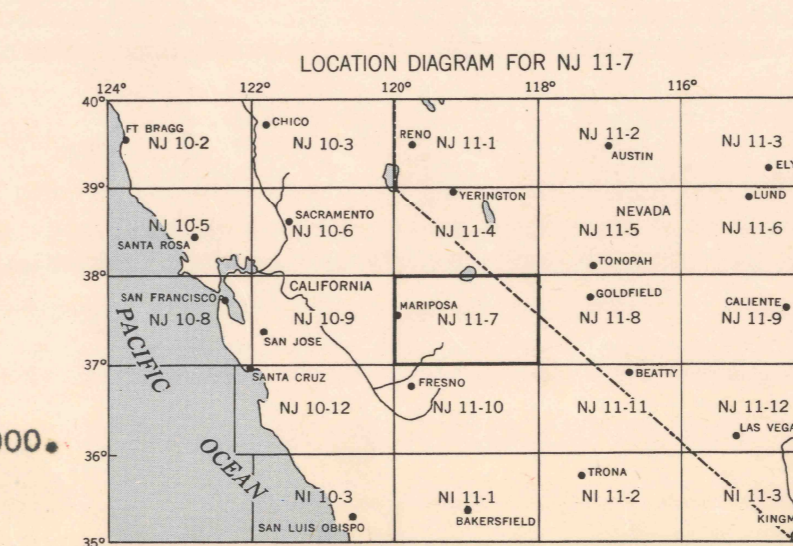 LOCATION DIAGRAM FOR NJ 11-7
124° 122° 120° 118° 116°
40°
FT BRAGG
NJ 10-2
CHICO
NJ 10-3
RENO
NJ 11-1
NJ 11-2
AUSTIN
NJ 11-3
ELY
39°
YERINGTON
LUND
NJ 10-5
SANTA ROSA
SACRAMENTO
NJ 10-6
NJ 11-4
NEVADA
NJ 11-5
NJ 11-6
TONOPAH
38°
CALIFORNIA
SAN FRANCISCO
NJ 10-8
NJ 10-9
SAN JOSE
MARIPOSA
NJ 11-7
GOLDFIELD
NJ 11-8
CALIENTE
NJ 11-9
PACIFIC
37°
SANTA CRUZ
FRESNO
BEATTY
NJ 10-12
NJ 11-10
NJ 11-11
NJ 11-12
LAS VEGA
000.
36°
OCEAN
TRONA
NI 10-3
SAN LUIS OBISPO
NI 11-1
BAKERSFIELD
NI 11-2
NI 11-3
KINGM
35°